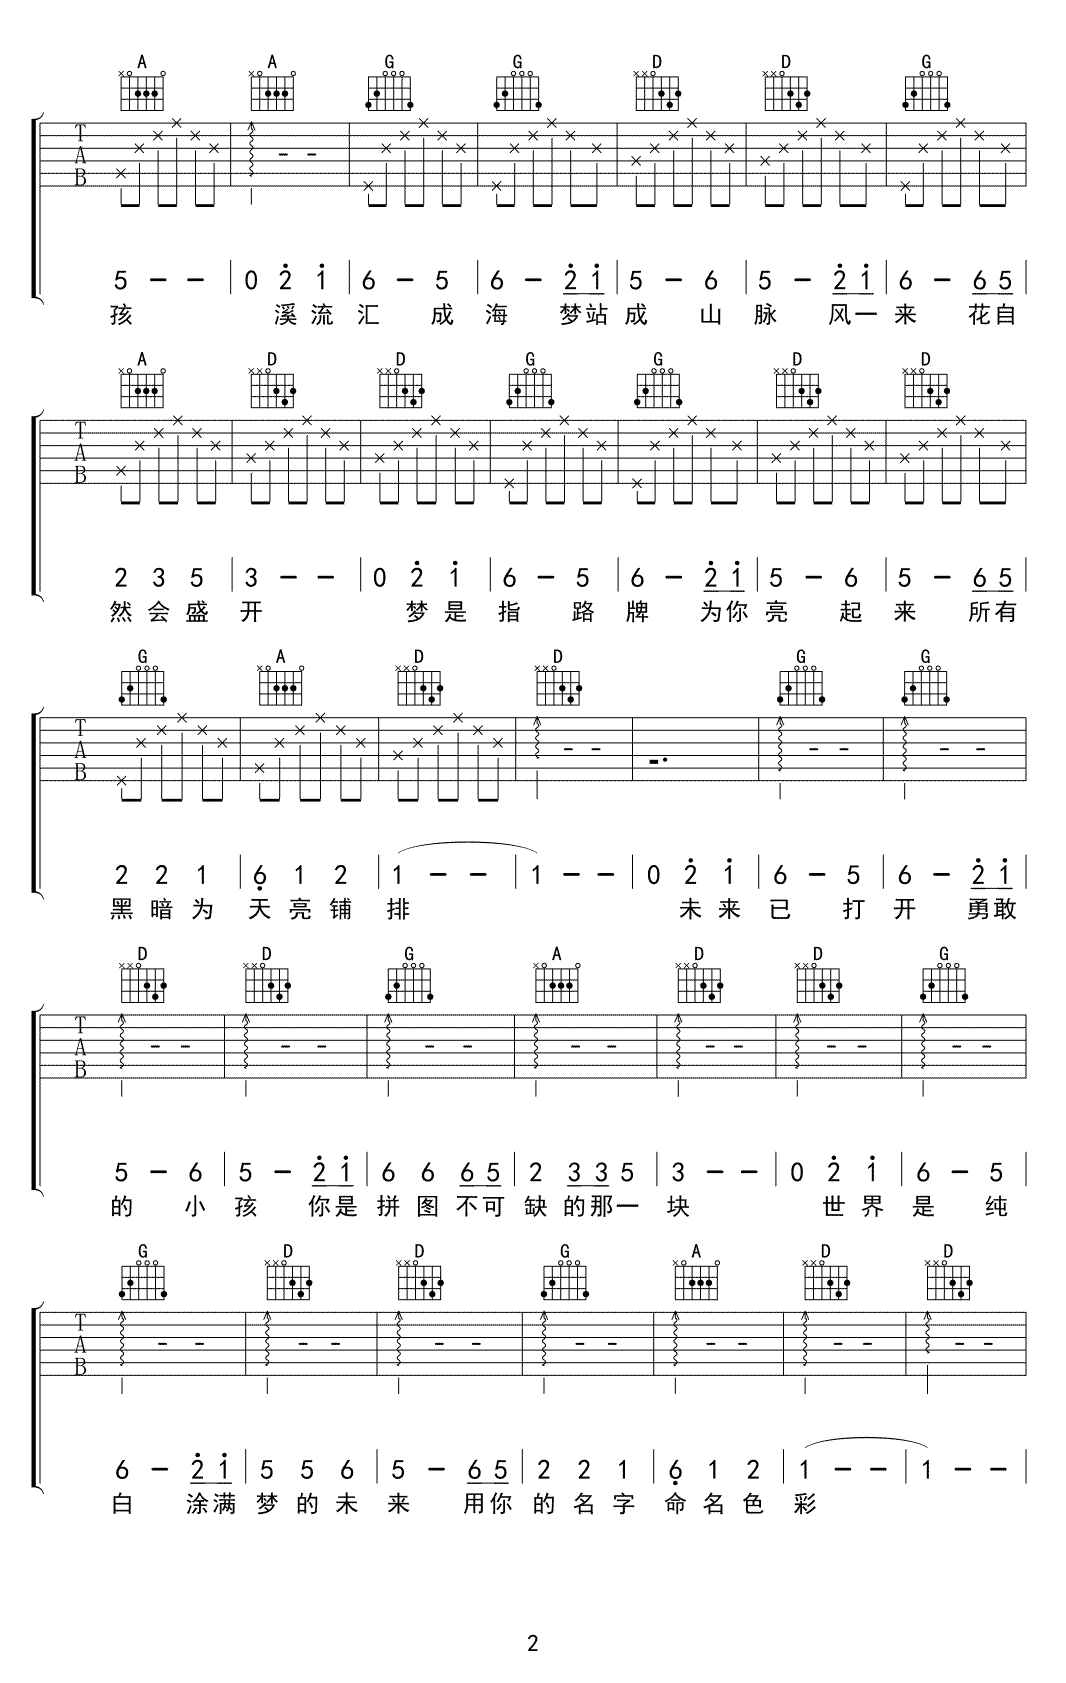 A A G G D D G
T A B
5 - - | 0 2̇ 1̇ | 6 - 5 | 6 - 2̇ 1̇ | 5 - 6 | 5 - 2̇ 1̇ | 6 - 6 5
孩 溪 流 汇 成 海 梦 站 成 山 脉 风 一 来 花 自
A D D G G D D
T A B
2 3 5 | 3 - - | 0 2̇ 1̇ | 6 - 5 | 6 - 2̇ 1̇ | 5 - 6 | 5 - 6 5
然 会 盛 开 梦 是 指 路 牌 为 你 亮 起 来 所 有
G A D D G G
T A B
2 2 1 | 6̣ 1 2 | 1 - - | 1 - - | 0 2̇ 1̇ | 6 - 5 | 6 - 2̇ 1̇
黑 暗 为 天 亮 铺 排 未 来 已 打 开 勇 敢
D D G A D D G
T A B
5 - 6 | 5 - 2̇ 1̇ | 6 6 6 5 | 2 3 3 5 | 3 - - | 0 2̇ 1̇ | 6 - 5
的 小 孩 你 是 拼 图 不 可 缺 的 那 一 块 世 界 是 纯
G D D G A D D
T A B
6 - 2̇ 1̇ | 5 5 6 | 5 - 6 5 | 2 2 1 | 6̣ 1 2 | 1 - - | 1 - -
白 涂 满 梦 的 未 来 用 你 的 名 字 命 名 色 彩
2